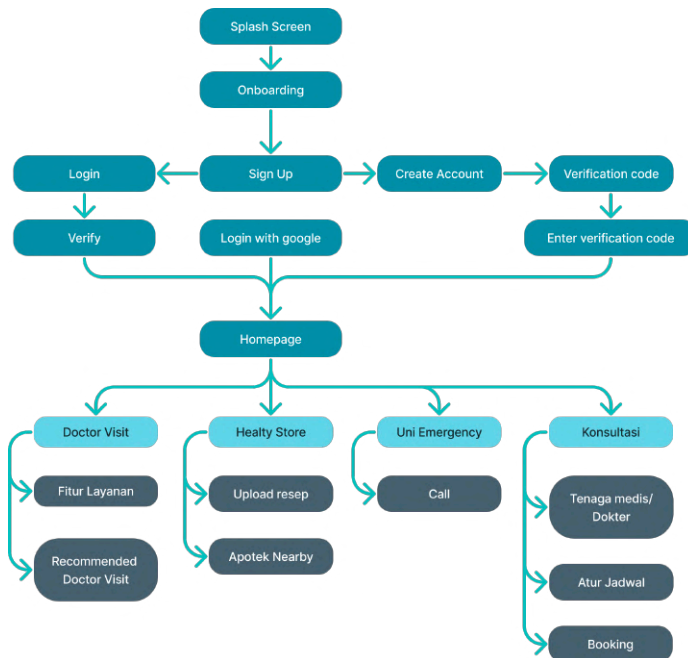 Splash Screen
Onboarding
Login
Sign Up
Create Account
Verification code
Verify
Login with google
Enter verification code
Homepage
Doctor Visit
Healty Store
Uni Emergency
Konsultasi
Fitur Layanan
Upload resep
Call
Tenaga medis/
Dokter
Recommended
Doctor Visit
Apotek Nearby
Atur Jadwal
Booking